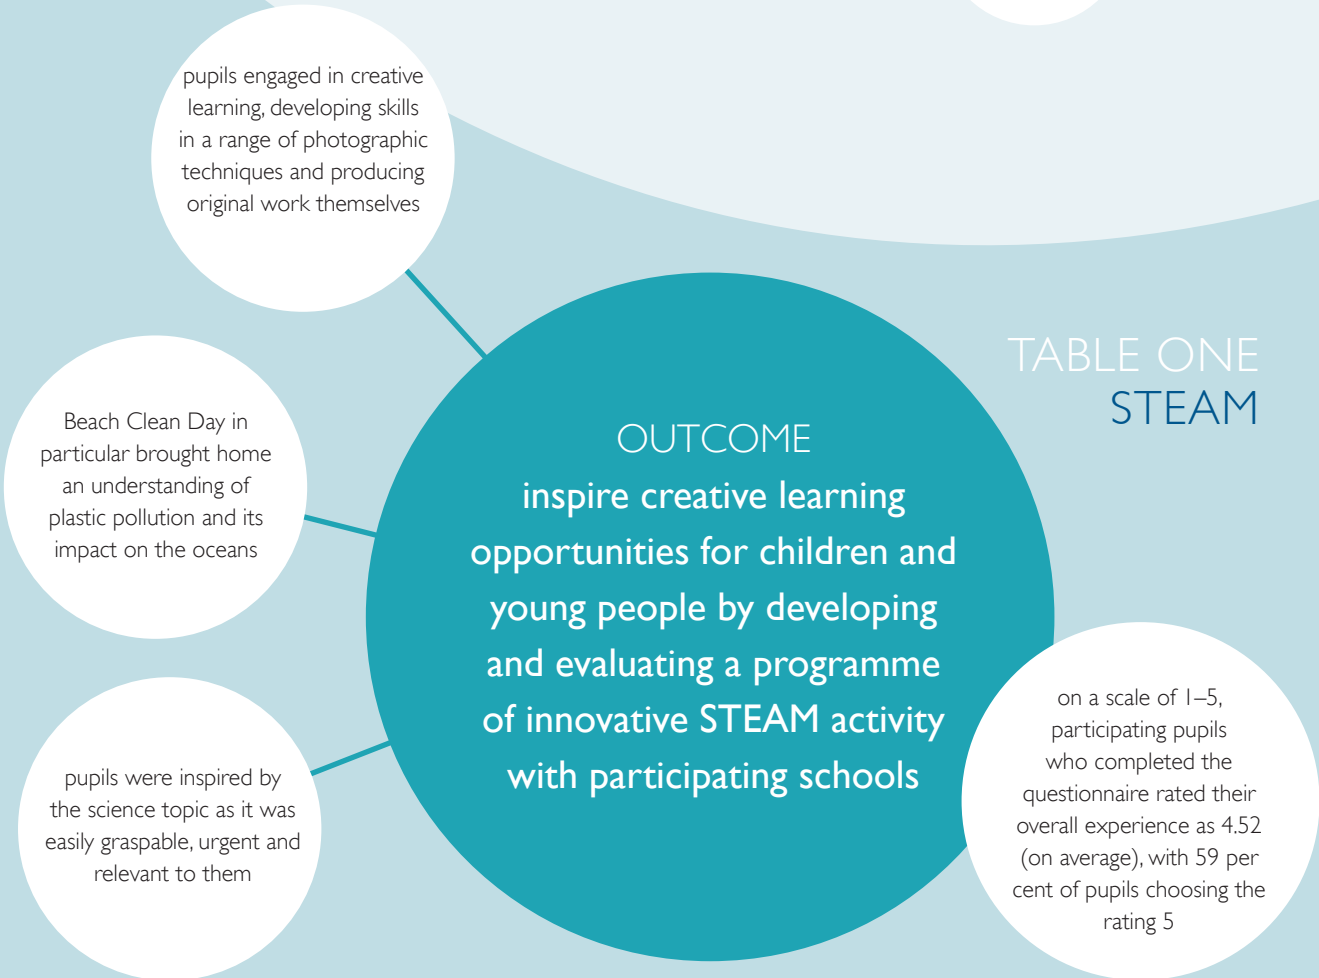 pupils engaged in creative
learning, developing skills
in a range of photographic
techniques and producing
original work themselves
TABLE ONE
STEAM
Beach Clean Day in
particular brought home
an understanding of
plastic pollution and its
impact on the oceans
OUTCOME
inspire creative learning
opportunities for children and
young people by developing
and evaluating a programme
of innovative STEAM activity
with participating schools
pupils were inspired by
the science topic as it was
easily graspable, urgent and
relevant to them
on a scale of 1–5,
participating pupils
who completed the
questionnaire rated their
overall experience as 4.52
(on average), with 59 per
cent of pupils choosing the
rating 5